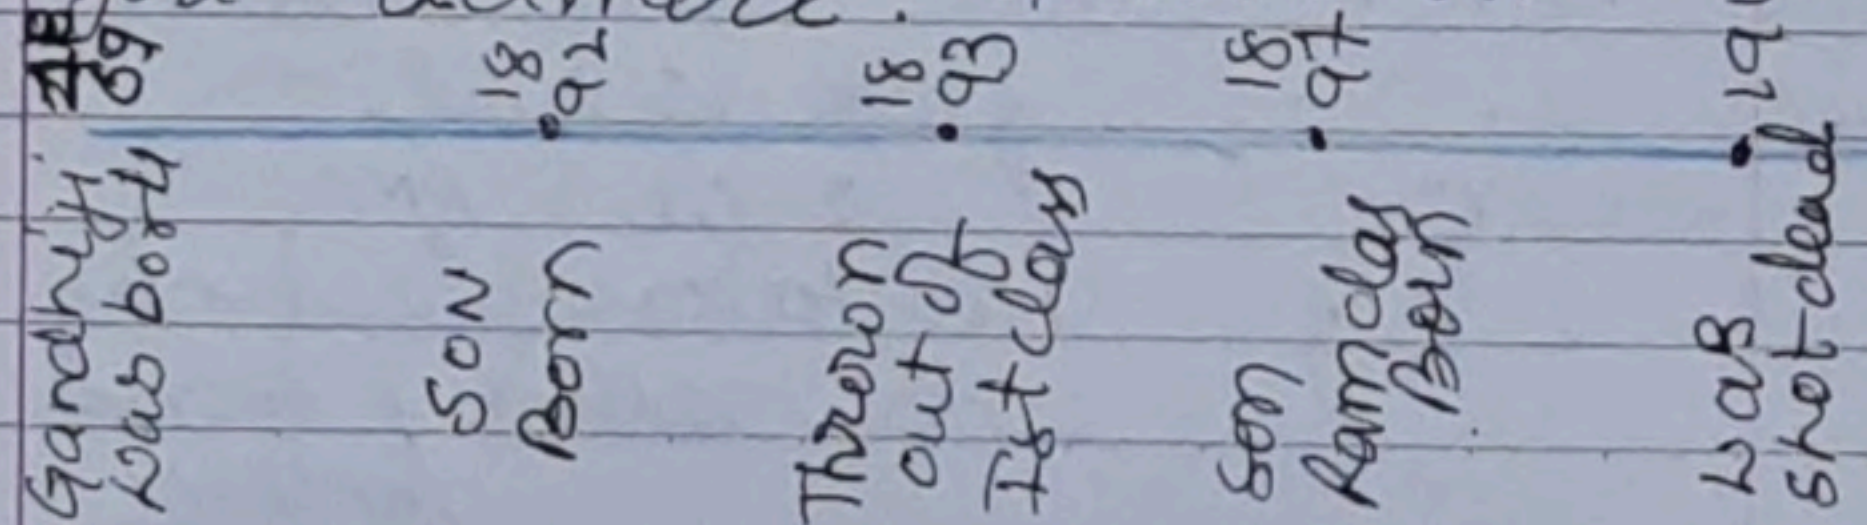 18
69
Gandhiji
was born
18
92
SON
Born
18
93
Thrown
out of
Ist class
18
97
Son
Ramdas
Born
19
was
shot dead